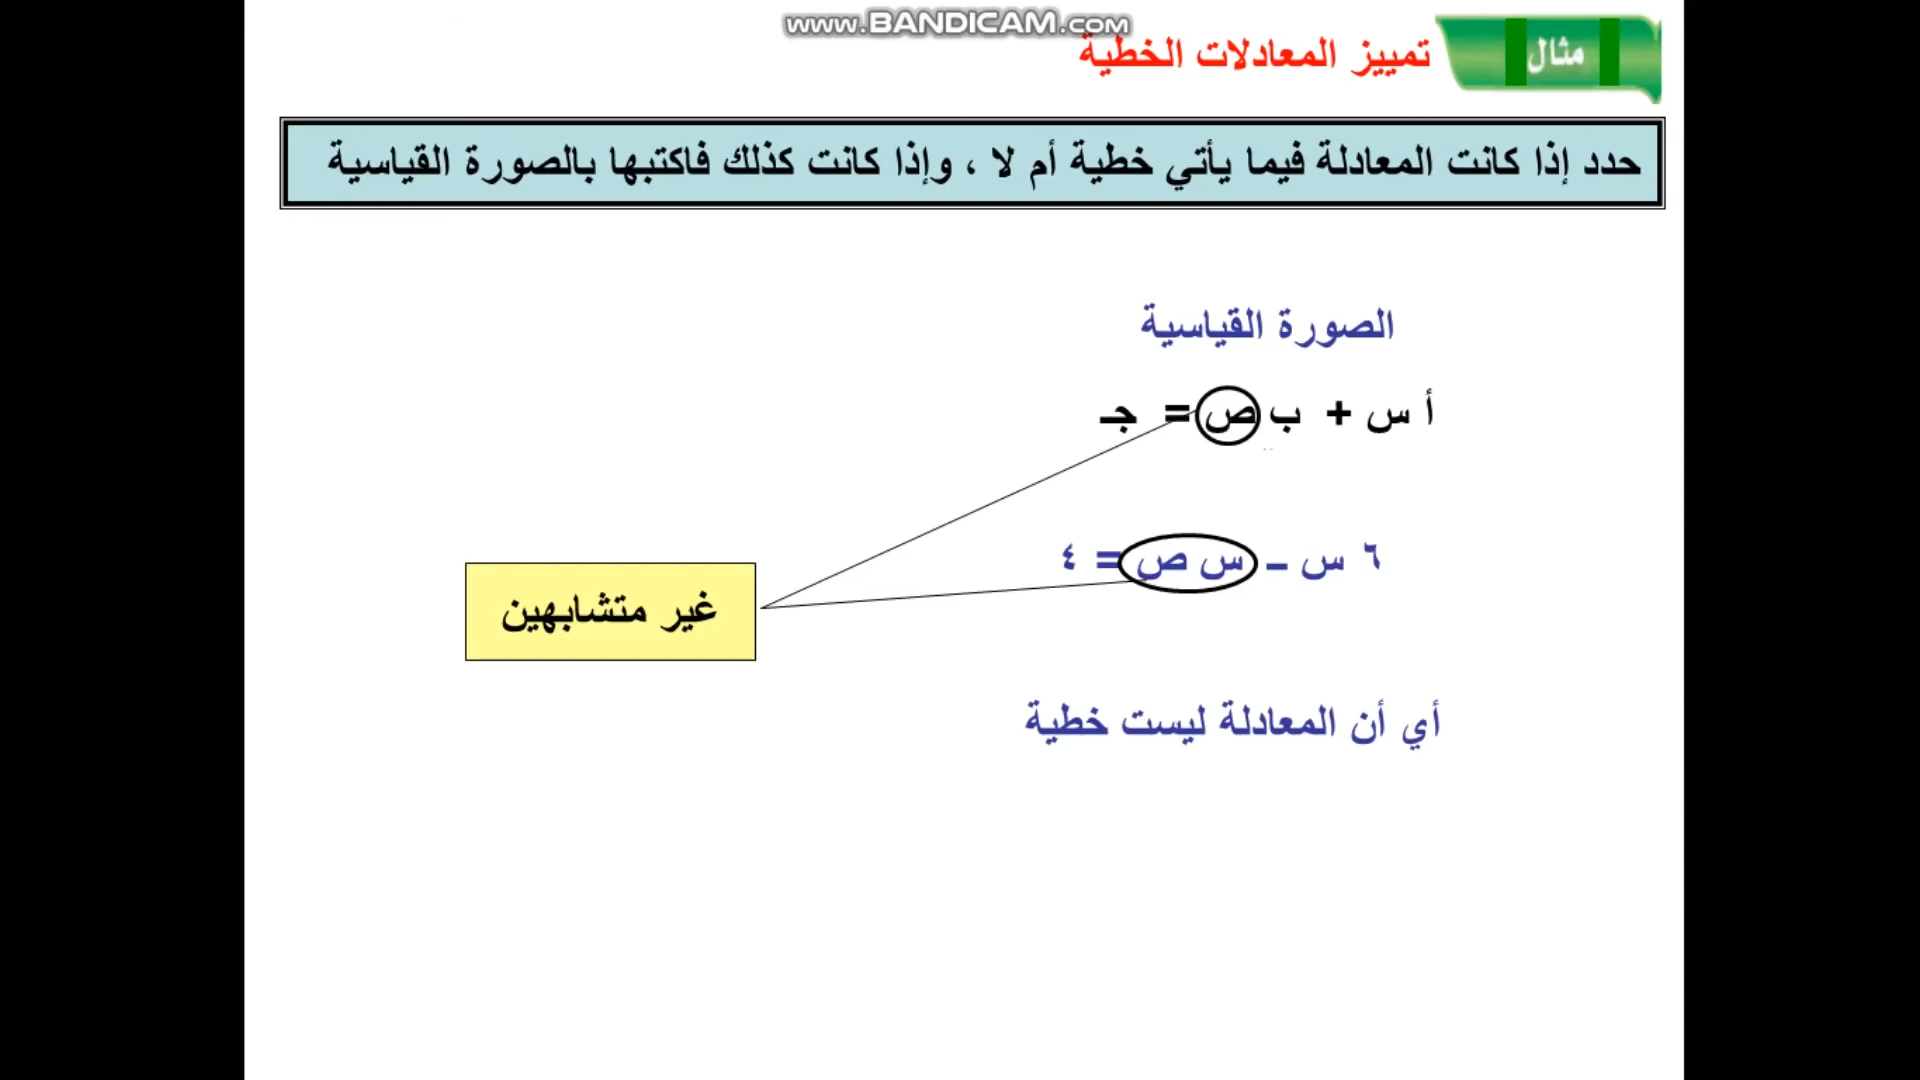 www.BANDICAM.com
مثال
تمييز المعادلات الخطية
حدد إذا كانت المعادلة فيما يأتي خطية أم لا ، وإذا كانت كذلك فاكتبها بالصورة القياسية
الصورة القياسية
أ س + ب ص = جـ
٦ س – س ص = ٤
غير متشابهين
أي أن المعادلة ليست خطية